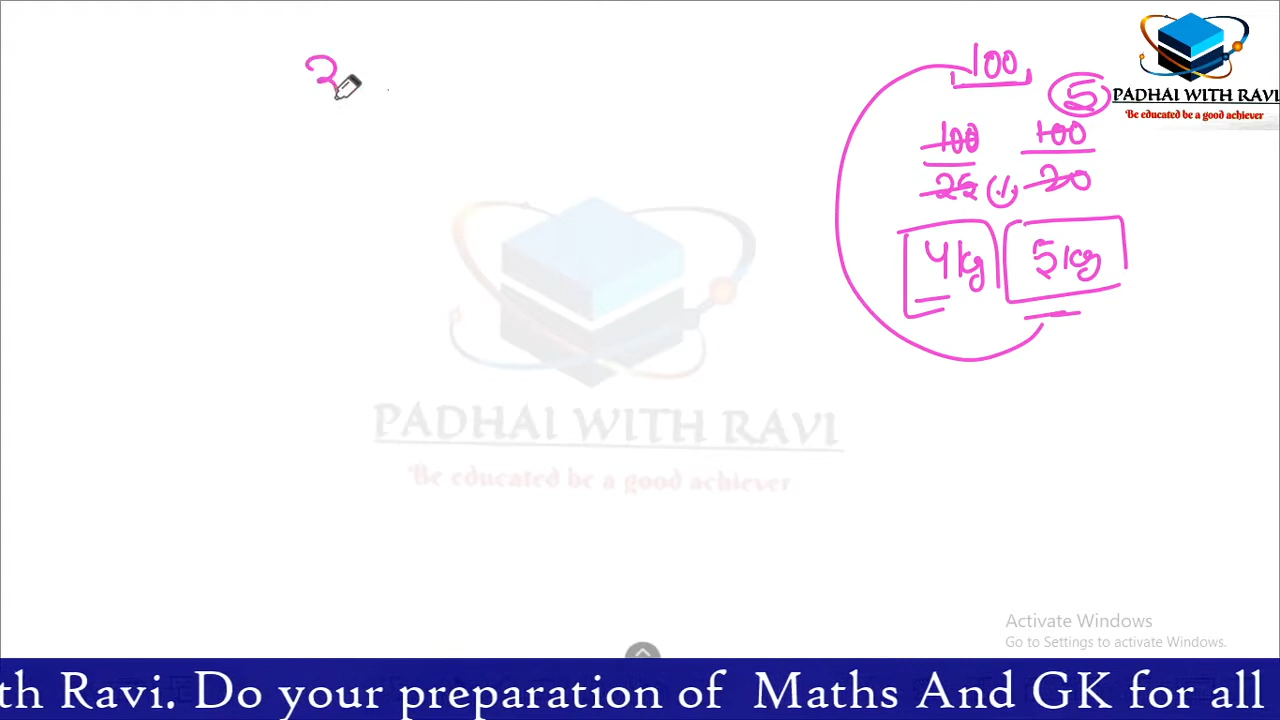 3
100
5
PADHAI WITH RAVI
Be educated be a good achiever
100 100
25 20
4kg 5kg
PADHAI WITH RAVI
Be educated be a good achiever
Activate Windows
Go to Settings to activate Windows.
th Ravi. Do your preparation of Maths And GK for all